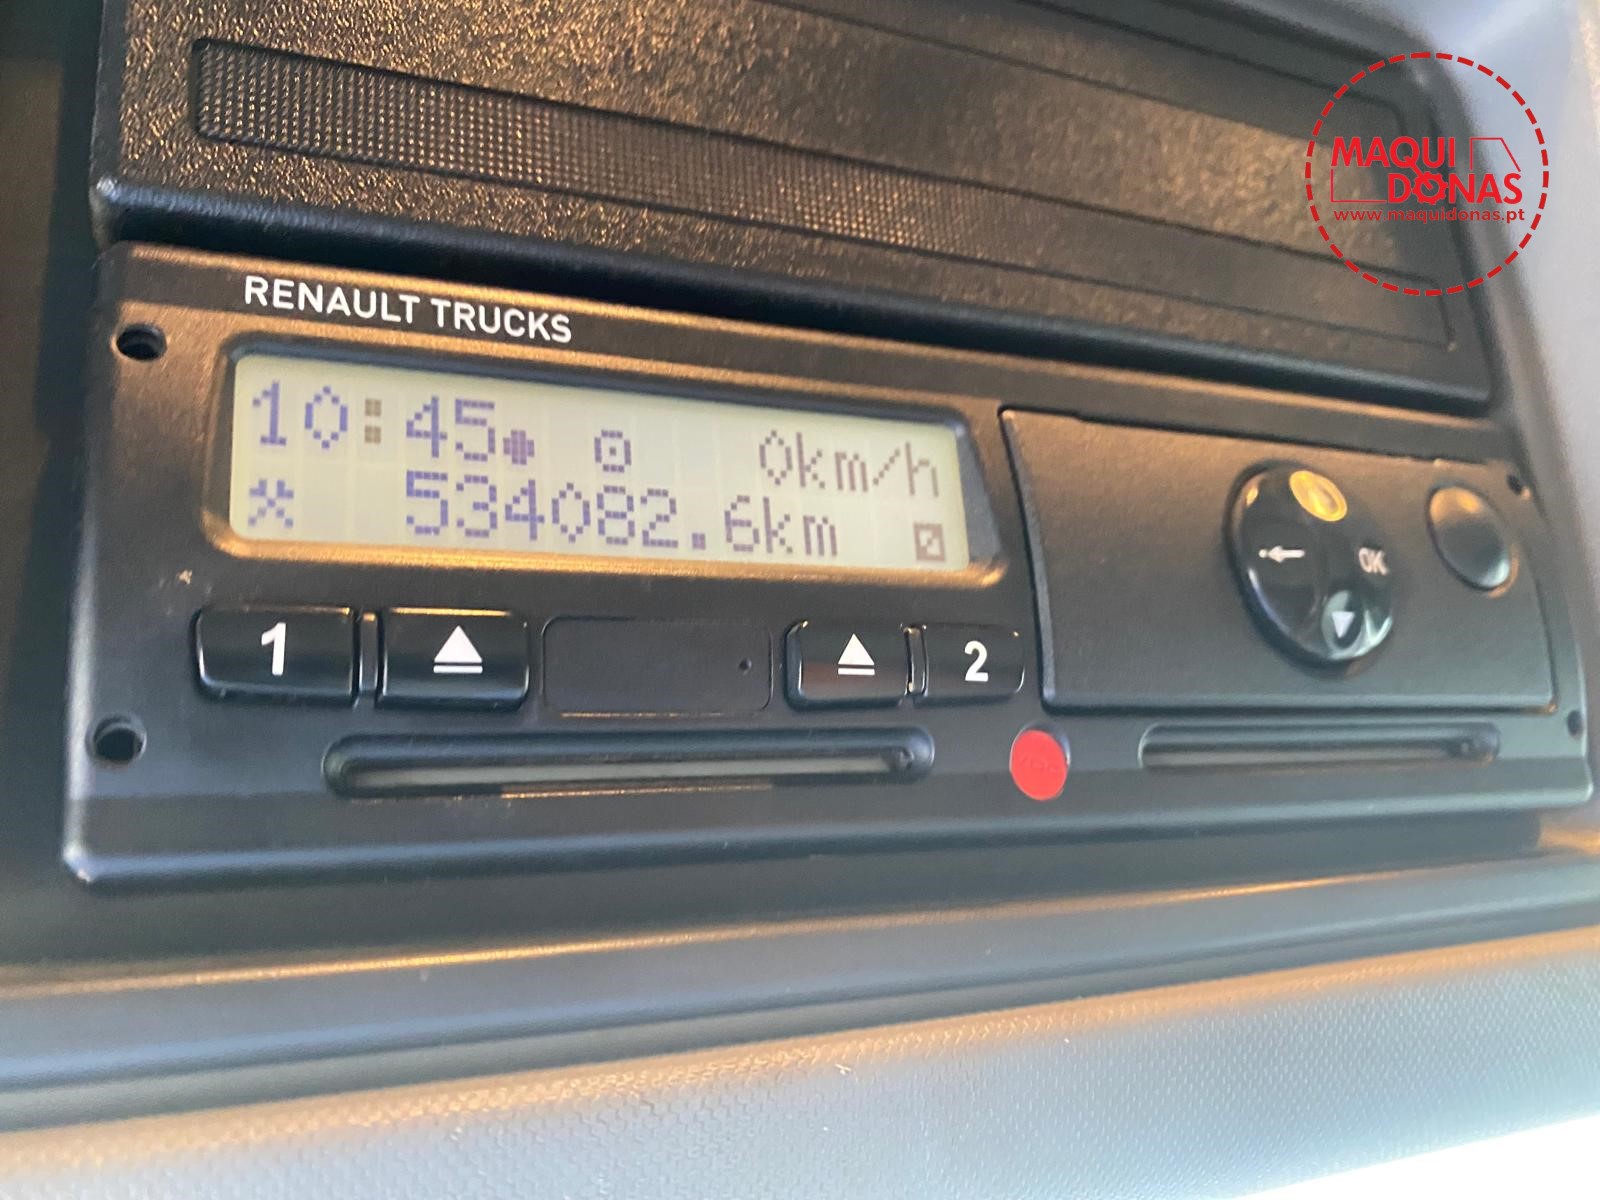 MAQUI
DONAS
www.maquidonas.pt
RENAULT TRUCKS
10:45 0km/h
534082.6km
1
2
OK